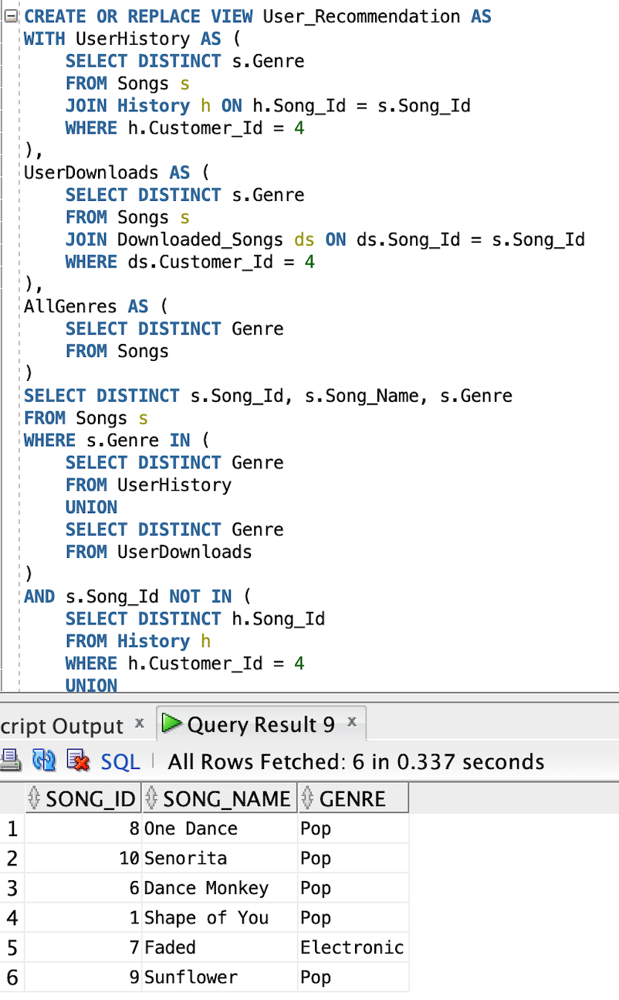 CREATE OR REPLACE VIEW User_Recommendation AS
WITH UserHistory AS (
SELECT DISTINCT s.Genre
FROM Songs s
JOIN History h ON h.Song_Id = s.Song_Id
WHERE h.Customer_Id = 4
),
UserDownloads AS (
SELECT DISTINCT s.Genre
FROM Songs s
JOIN Downloaded_Songs ds ON ds.Song_Id = s.Song_Id
WHERE ds.Customer_Id = 4
),
AllGenres AS (
SELECT DISTINCT Genre
FROM Songs
)
SELECT DISTINCT s.Song_Id, s.Song_Name, s.Genre
FROM Songs s
WHERE s.Genre IN (
SELECT DISTINCT Genre
FROM UserHistory
UNION
SELECT DISTINCT Genre
FROM UserDownloads
)
AND s.Song_Id NOT IN (
SELECT DISTINCT h.Song_Id
FROM History h
WHERE h.Customer_Id = 4
UNION
cript Output x Query Result 9 x
SQL | All Rows Fetched: 6 in 0.337 seconds
SONG_ID SONG_NAME GENRE
1 8 One Dance Pop
2 10 Senorita Pop
3 6 Dance Monkey Pop
4 1 Shape of You Pop
5 7 Faded Electronic
6 9 Sunflower Pop